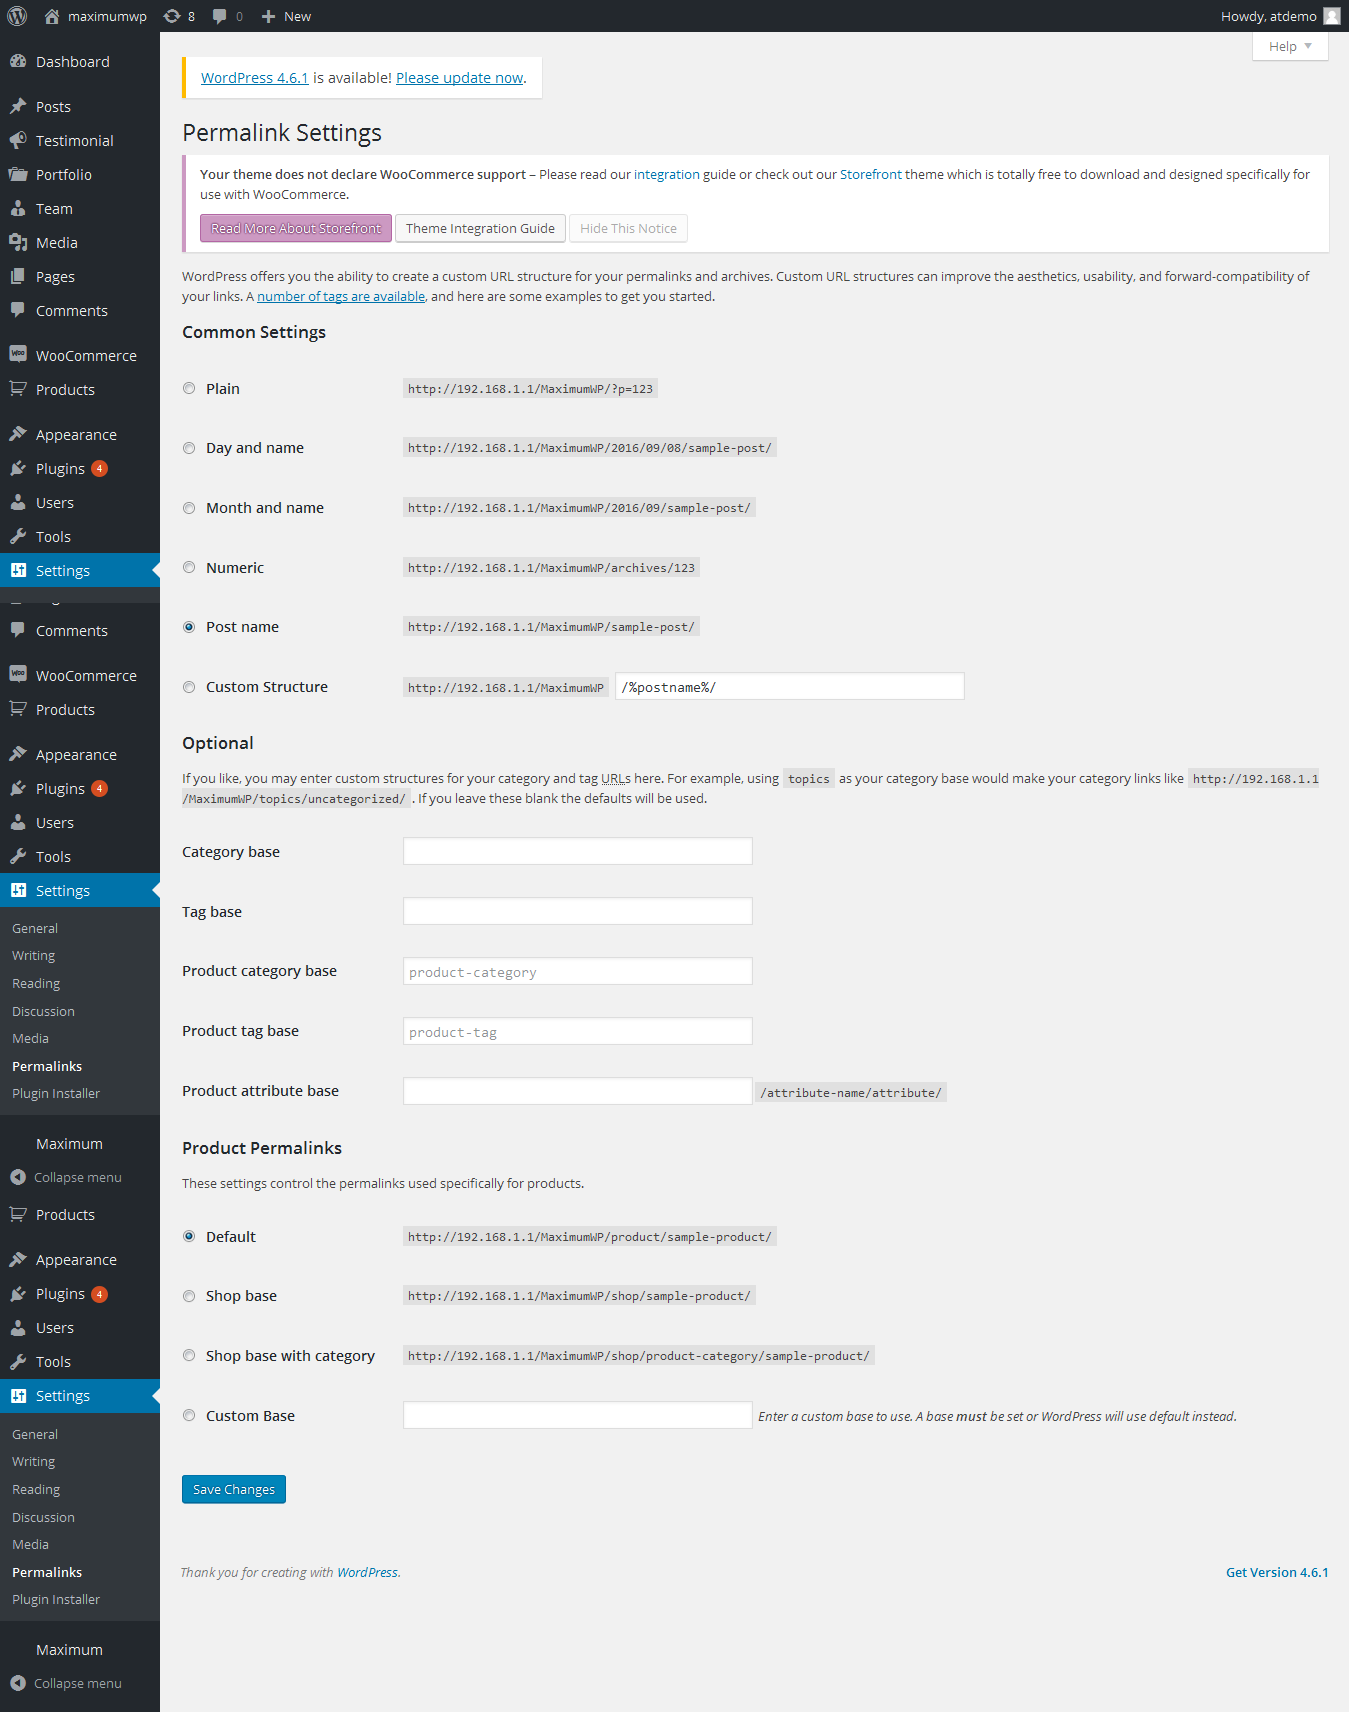 maximumwp 8 0 New Howdy, atdemo
Help
Dashboard
Posts
Testimonial
Portfolio
Team
Media
Pages
Comments
WooCommerce
Products
Appearance
Plugins 4
Users
Tools
Settings
Comments
WooCommerce
Products
Appearance
Plugins 4
Users
Tools
Settings
General
Writing
Reading
Discussion
Media
Permalinks
Plugin Installer
Maximum
Collapse menu
Products
Appearance
Plugins 4
Users
Tools
Settings
General
Writing
Reading
Discussion
Media
Permalinks
Plugin Installer
Maximum
Collapse menu
WordPress 4.6.1 is available! Please update now.
Permalink Settings
Your theme does not declare WooCommerce support – Please read our integration guide or check out our Storefront theme which is totally free to download and designed specifically for
use with WooCommerce.
Read More About Storefront Theme Integration Guide Hide This Notice
WordPress offers you the ability to create a custom URL structure for your permalinks and archives. Custom URL structures can improve the aesthetics, usability, and forward-compatibility of
your links. A number of tags are available, and here are some examples to get you started.
Common Settings
Plain http://192.168.1.1/MaximumWP/?p=123
Day and name http://192.168.1.1/MaximumWP/2016/09/08/sample-post/
Month and name http://192.168.1.1/MaximumWP/2016/09/sample-post/
Numeric http://192.168.1.1/MaximumWP/archives/123
Post name http://192.168.1.1/MaximumWP/sample-post/
Custom Structure http://192.168.1.1/MaximumWP /%postname%/
Optional
If you like, you may enter custom structures for your category and tag URLs here. For example, using topics as your category base would make your category links like http://192.168.1.1
/MaximumWP/topics/uncategorized/ . If you leave these blank the defaults will be used.
Category base
Tag base
Product category base product-category
Product tag base product-tag
Product attribute base /attribute-name/attribute/
Product Permalinks
These settings control the permalinks used specifically for products.
Default http://192.168.1.1/MaximumWP/product/sample-product/
Shop base http://192.168.1.1/MaximumWP/shop/sample-product/
Shop base with category http://192.168.1.1/MaximumWP/shop/product-category/sample-product/
Custom Base Enter a custom base to use. A base must be set or WordPress will use default instead.
Save Changes
Thank you for creating with WordPress. Get Version 4.6.1